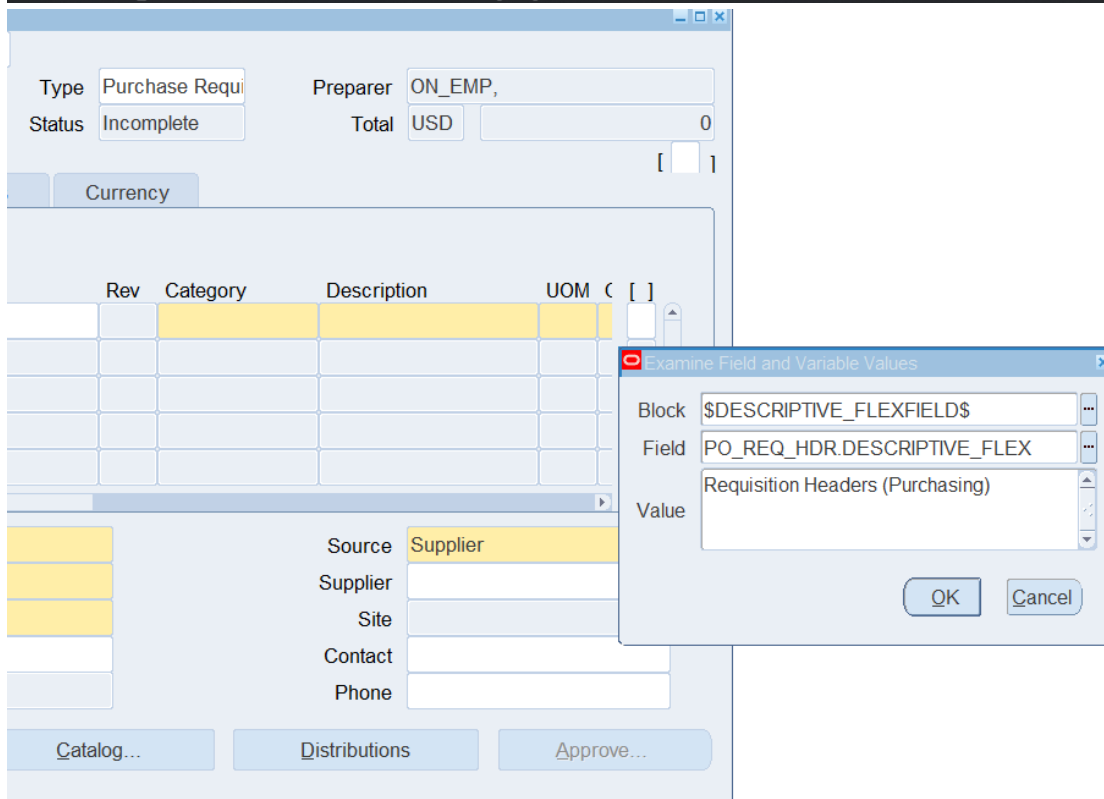 Type Purchase Requi Preparer ON_EMP,
Status Incomplete Total USD 0
[ ]
Currency
Rev Category Description UOM [ ]
Examine Field and Variable Values
Block $DESCRIPTIVE_FLEXFIELD$ ...
Field PO_REQ_HDR.DESCRIPTIVE_FLEX ...
Value Requisition Headers (Purchasing)
OK Cancel
Source Supplier
Supplier
Site
Contact
Phone
Catalog... Distributions Approve...